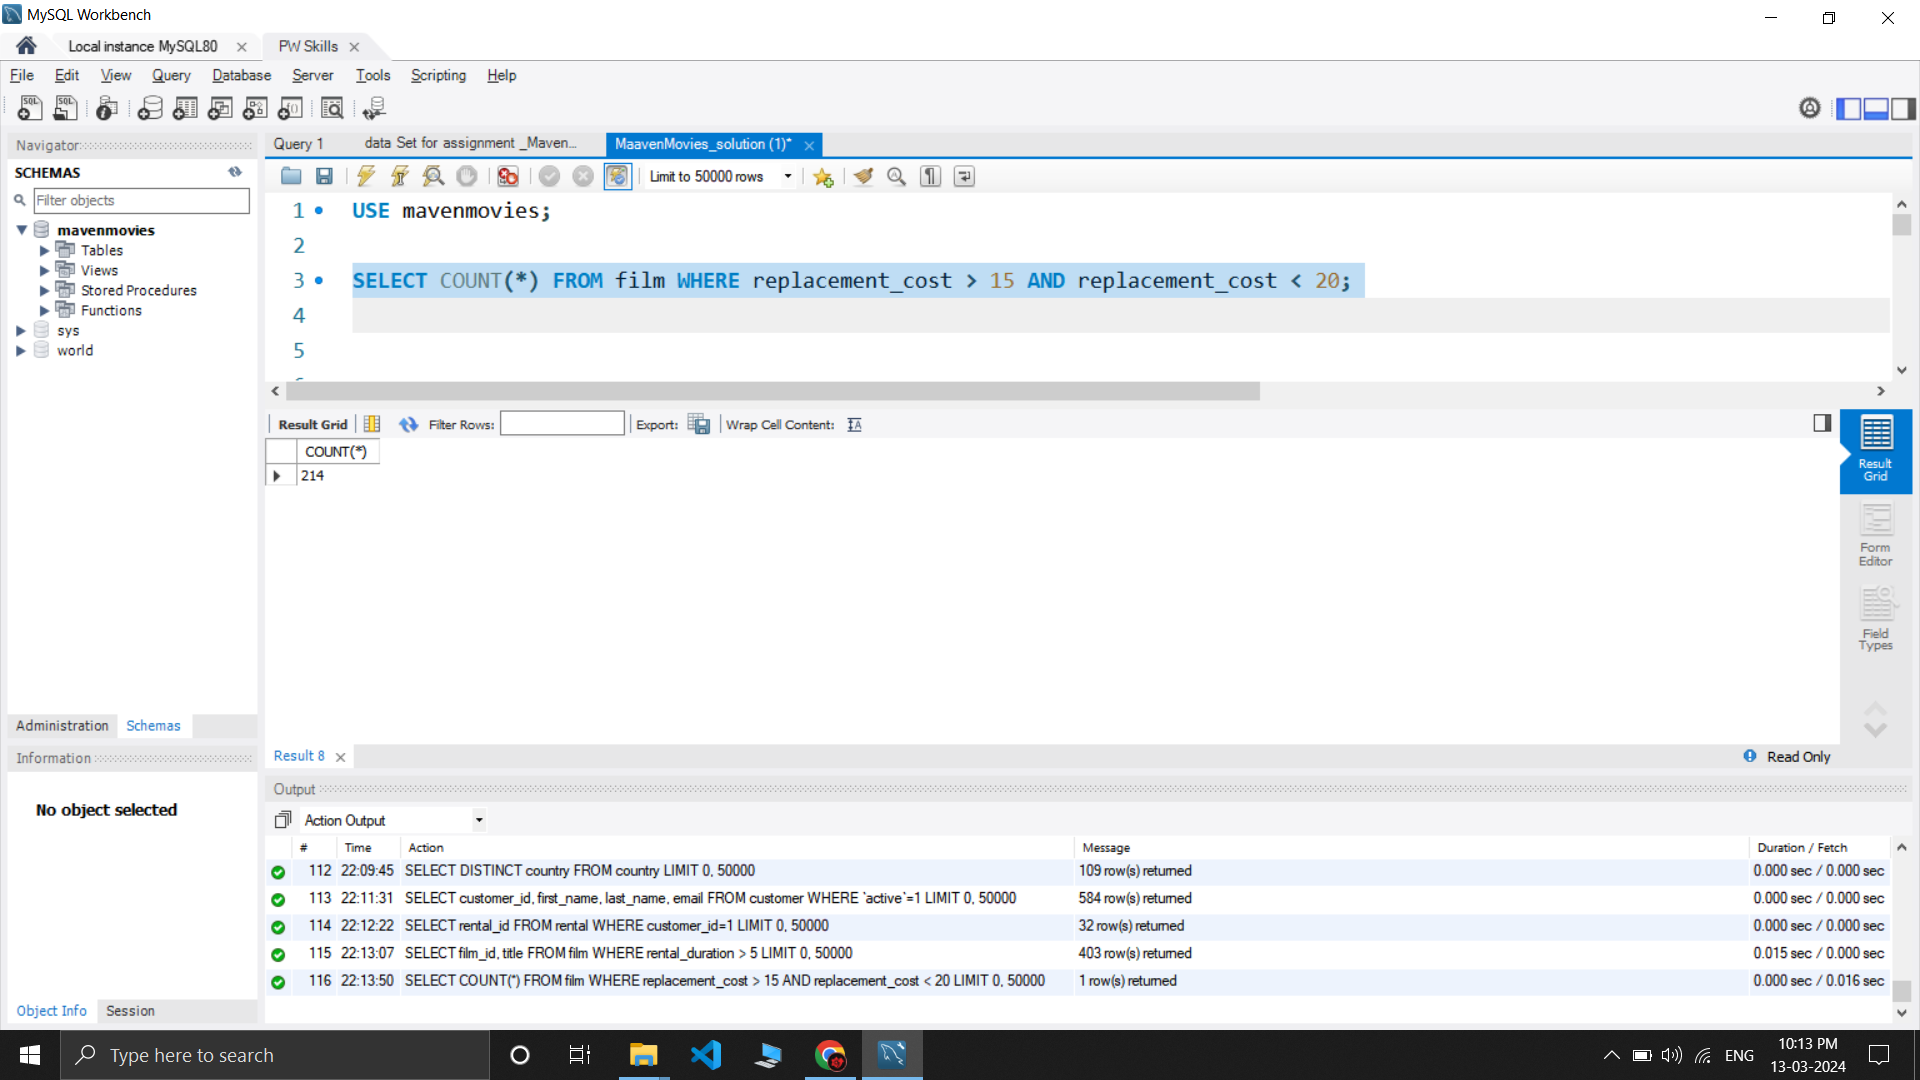 MySQL Workbench
Local instance MySQL80
PW Skills
File Edit View Query Database Server Tools Scripting Help
Navigator
SCHEMAS
Filter objects
mavenmovies
Tables
Views
Stored Procedures
Functions
sys
world
Administration Schemas
Information
No object selected
Object Info Session
Query 1
data Set for assignment _Maven...
MaavenMovies_solution (1)*
Limit to 50000 rows
1 USE mavenmovies;
2
3 SELECT COUNT(*) FROM film WHERE replacement_cost > 15 AND replacement_cost < 20;
4
5
Result Grid Filter Rows: Export: Wrap Cell Content:
COUNT(*)
214
Result Grid
Form Editor
Field Types
Result 8
Read Only
Output
Action Output
# Time Action Message Duration / Fetch
112 22:09:45 SELECT DISTINCT country FROM country LIMIT 0, 50000 109 row(s) returned 0.000 sec / 0.000 sec
113 22:11:31 SELECT customer_id, first_name, last_name, email FROM customer WHERE `active`=1 LIMIT 0, 50000 584 row(s) returned 0.000 sec / 0.000 sec
114 22:12:22 SELECT rental_id FROM rental WHERE customer_id=1 LIMIT 0, 50000 32 row(s) returned 0.000 sec / 0.000 sec
115 22:13:07 SELECT film_id, title FROM film WHERE rental_duration > 5 LIMIT 0, 50000 403 row(s) returned 0.015 sec / 0.000 sec
116 22:13:50 SELECT COUNT(*) FROM film WHERE replacement_cost > 15 AND replacement_cost < 20 LIMIT 0, 50000 1 row(s) returned 0.000 sec / 0.016 sec
Type here to search
ENG
10:13 PM
13-03-2024